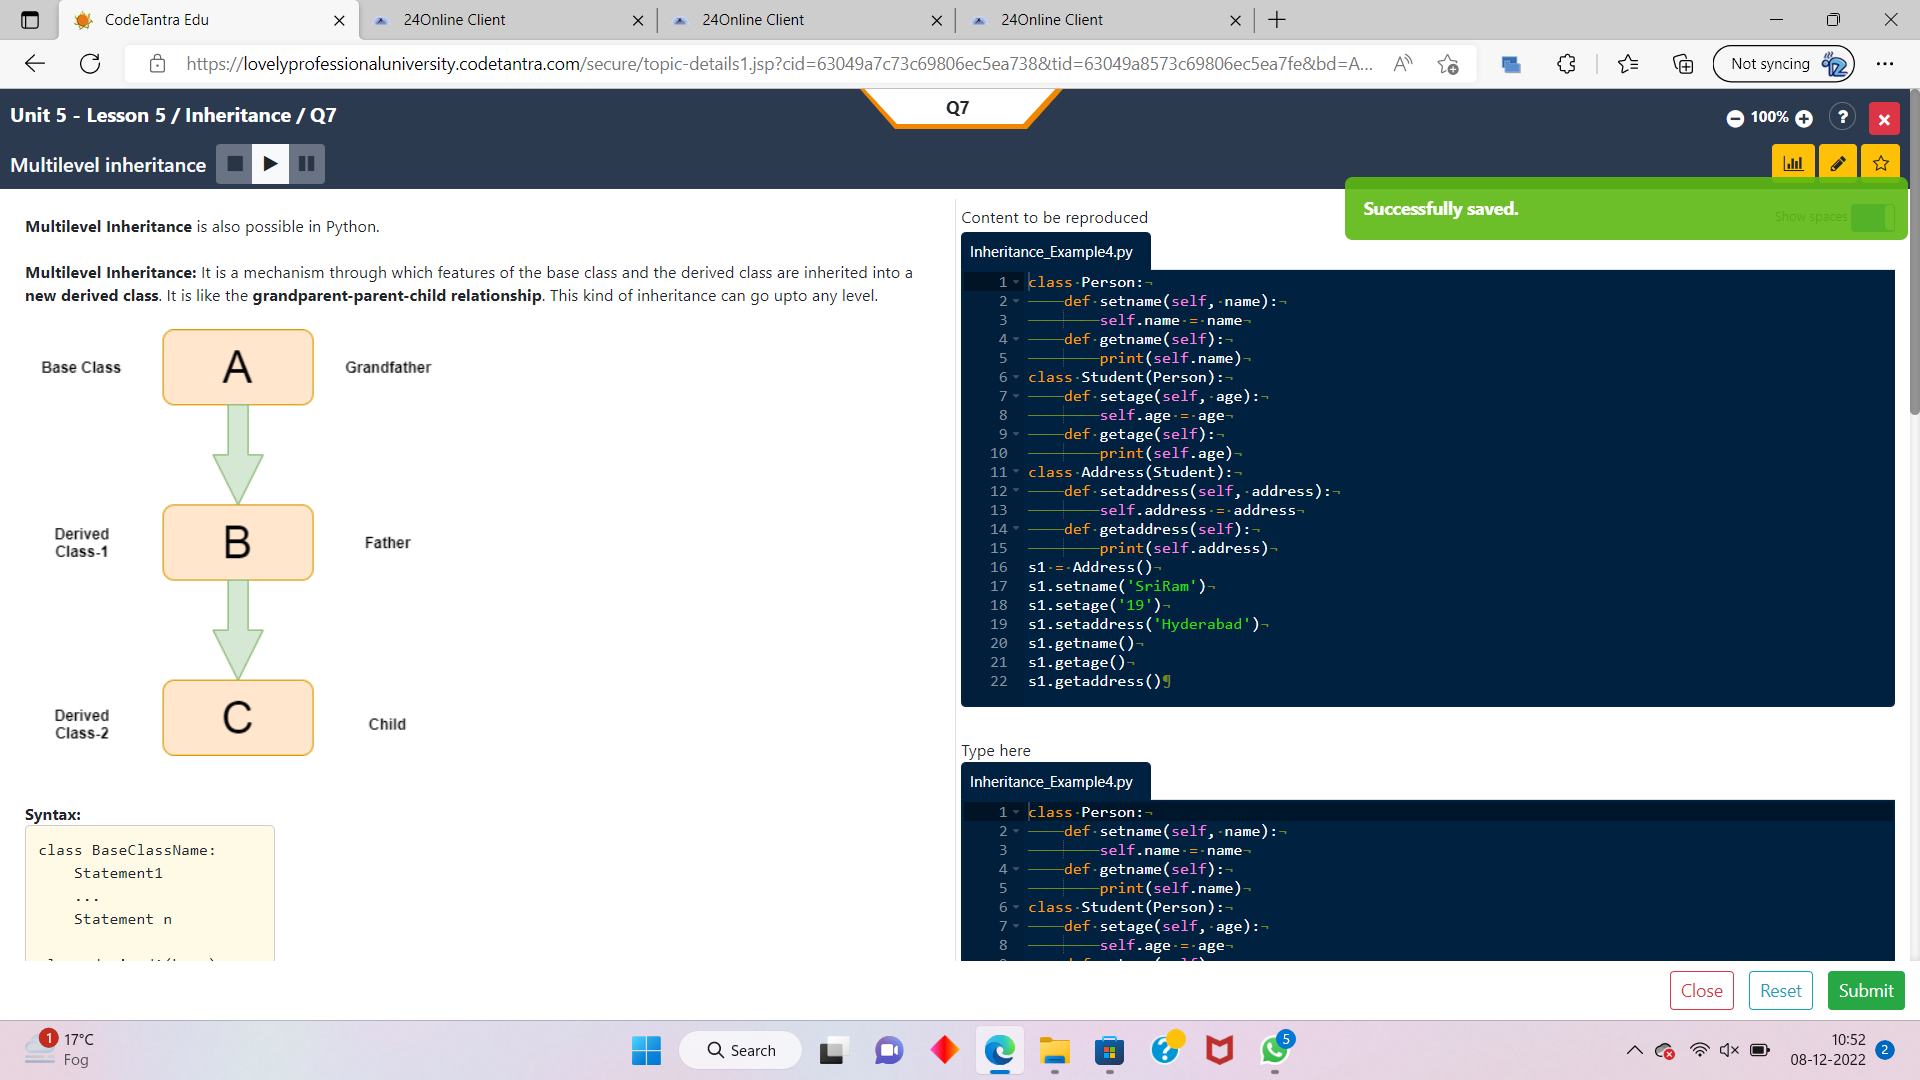 CodeTantra Edu
24Online Client
24Online Client
24Online Client
https://lovelyprofessionaluniversity.codetantra.com/secure/topic-details1.jsp?cid=63049a7c73c69806ec5ea738&tid=63049a8573c69806ec5ea7fe&bd=A...
Not syncing
Unit 5 - Lesson 5 / Inheritance / Q7
Q7
100%
?
Multilevel inheritance
Successfully saved.
Show spaces
Multilevel Inheritance is also possible in Python.
Multilevel Inheritance: It is a mechanism through which features of the base class and the derived class are inherited into a
new derived class. It is like the grandparent-parent-child relationship. This kind of inheritance can go upto any level.
Base Class
A
Grandfather
Derived
Class-1
B
Father
Derived
Class-2
C
Child
Syntax:
class BaseClassName:
    Statement1
    ...
    Statement n
Content to be reproduced
Inheritance_Example4.py
1 class Person:
2     def setname(self, name):
3         self.name = name
4     def getname(self):
5         print(self.name)
6 class Student(Person):
7     def setage(self, age):
8         self.age = age
9     def getage(self):
10         print(self.age)
11 class Address(Student):
12     def setaddress(self, address):
13         self.address = address
14     def getaddress(self):
15         print(self.address)
16 s1 = Address()
17 s1.setname('SriRam')
18 s1.setage('19')
19 s1.setaddress('Hyderabad')
20 s1.getname()
21 s1.getage()
22 s1.getaddress()¶
Type here
Inheritance_Example4.py
1 class Person:
2     def setname(self, name):
3         self.name = name
4     def getname(self):
5         print(self.name)
6 class Student(Person):
7     def setage(self, age):
8         self.age = age
Close
Reset
Submit
1
17°C
Fog
Search
5
10:52
08-12-2022
2